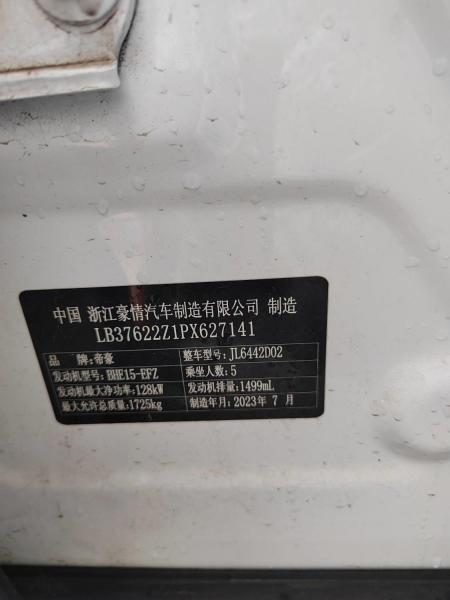 中国 浙江豪情汽车制造有限公司 制造
LB37622Z1PX627141
品 牌:帝豪 整车型号:JL6442D02
发动机型号:BHE15-EFZ 乘坐人数:5
发动机最大净功率:128kW 发动机排量:1499mL
最大允许总质量:1725kg 制造年月:2023年 7 月